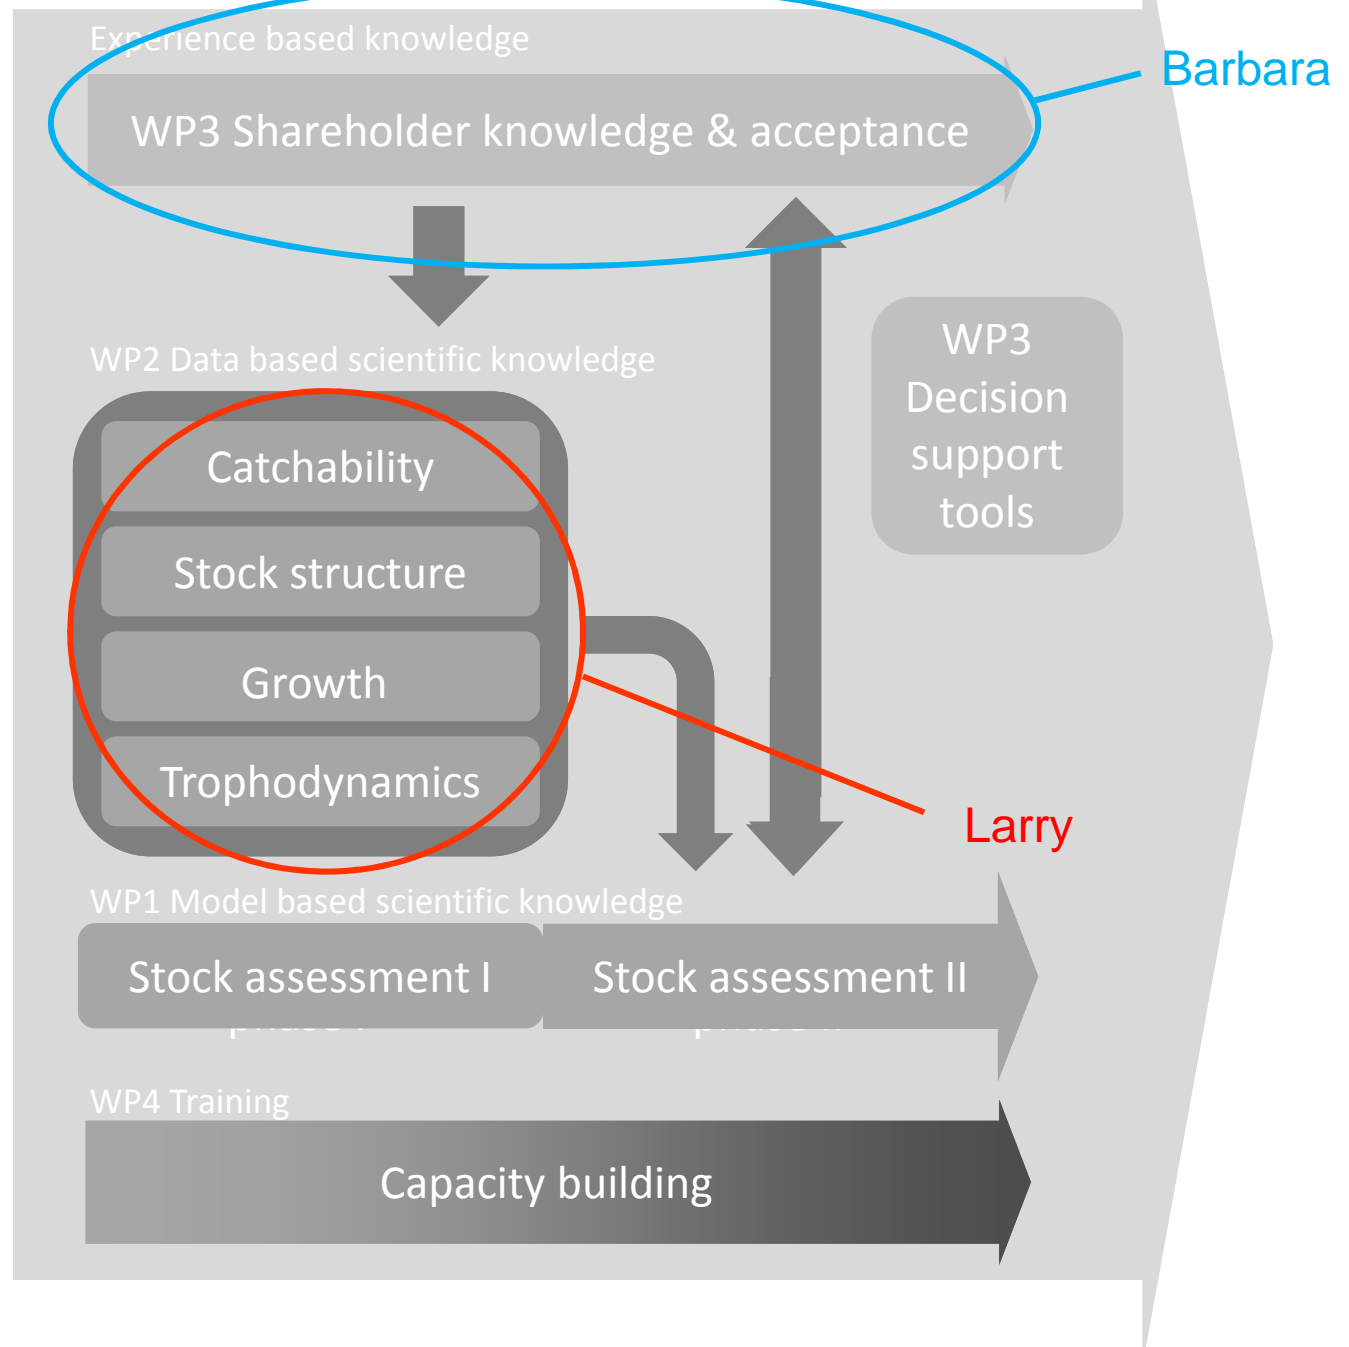 Experience based knowledge
Barbara
WP3 Shareholder knowledge & acceptance
WP3
Decision
support
tools
WP2 Data based scientific knowledge
Catchability
Stock structure
Growth
Trophodynamics
Larry
WP1 Model based scientific knowledge
Stock assessment I
Stock assessment II
WP4 Training
Capacity building